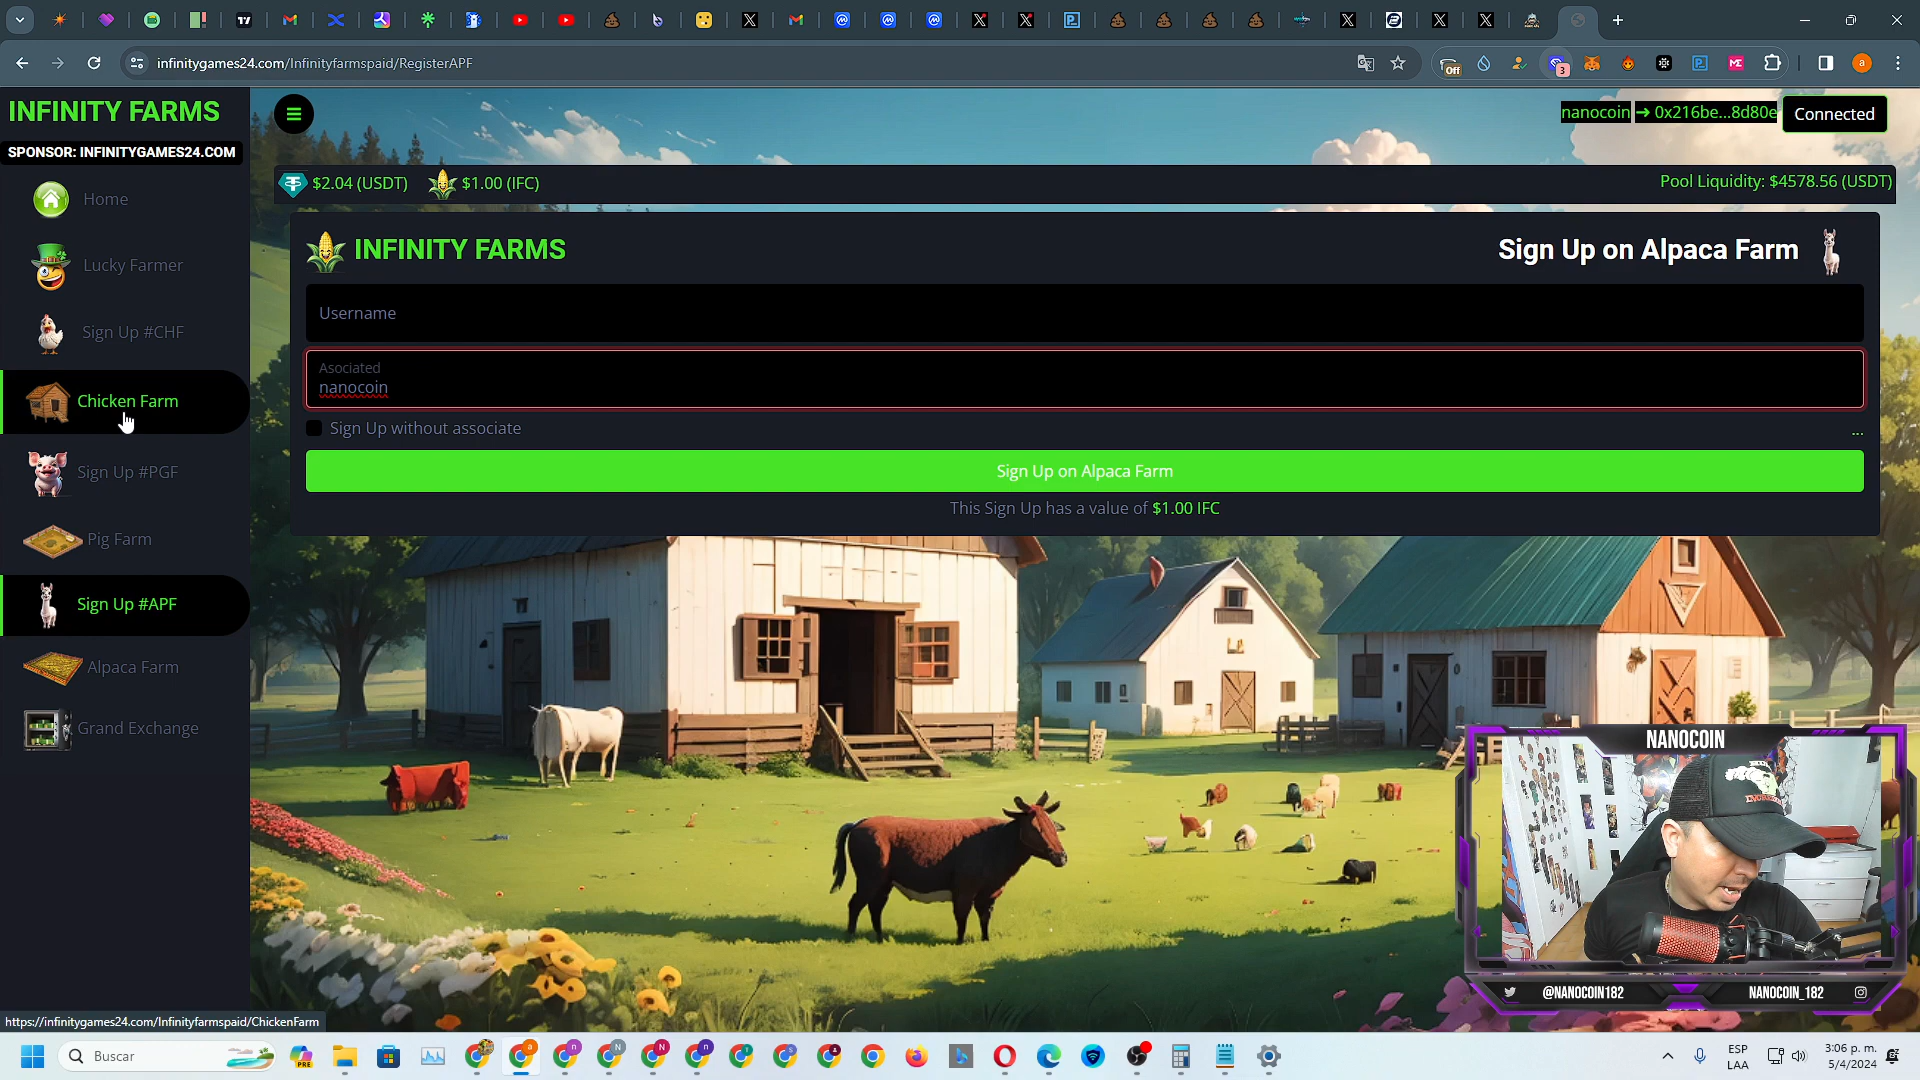 infinitygames24.com/Infinityfarmspaid/RegisterAPF
Off
3
a
INFINITY FARMS
SPONSOR: INFINITYGAMES24.COM
Home
Lucky Farmer
Sign Up #CHF
Chicken Farm
Sign Up #PGF
Pig Farm
Sign Up #APF
Alpaca Farm
Grand Exchange
nanocoin ➔ 0x216be...8d80e
Connected
$2.04 (USDT)
$1.00 (IFC)
Pool Liquidity: $4578.56 (USDT)
INFINITY FARMS
Sign Up on Alpaca Farm
Username
Asociated
nanocoin
Sign Up without associate
...
Sign Up on Alpaca Farm
This Sign Up has a value of $1.00 IFC
NANOCOIN
@NANOCOIN182
NANOCOIN_182
https://infinitygames24.com/Infinityfarmspaid/ChickenFarm
Buscar
PRE
ESP
LAA
3:06 p. m.
5/4/2024